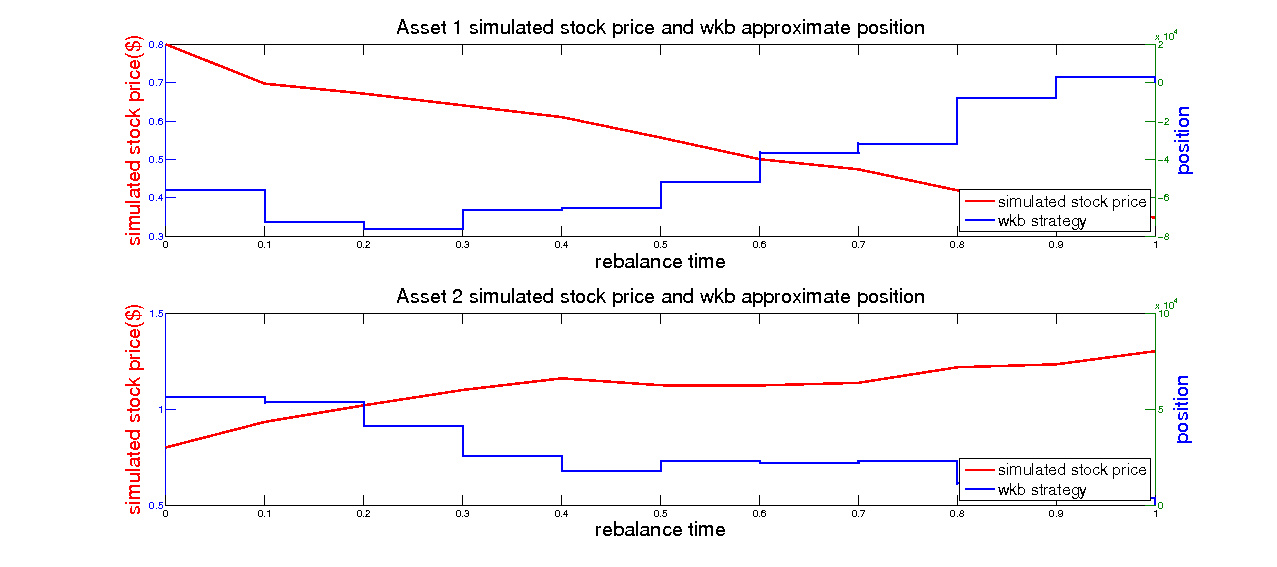 Asset 1 simulated stock price and wkb approximate position
x 10^4
simulated stock price($)
0.8
0.7
0.6
0.5
0.4
0.3
2
0
−2
−4
−6
−8
position
simulated stock price
wkb strategy
0 0.1 0.2 0.3 0.4 0.5 0.6 0.7 0.8 0.9 1
rebalance time
Asset 2 simulated stock price and wkb approximate position
x 10^4
simulated stock price($)
1.5
1
0.5
10
5
0
position
simulated stock price
wkb strategy
0 0.1 0.2 0.3 0.4 0.5 0.6 0.7 0.8 0.9 1
rebalance time